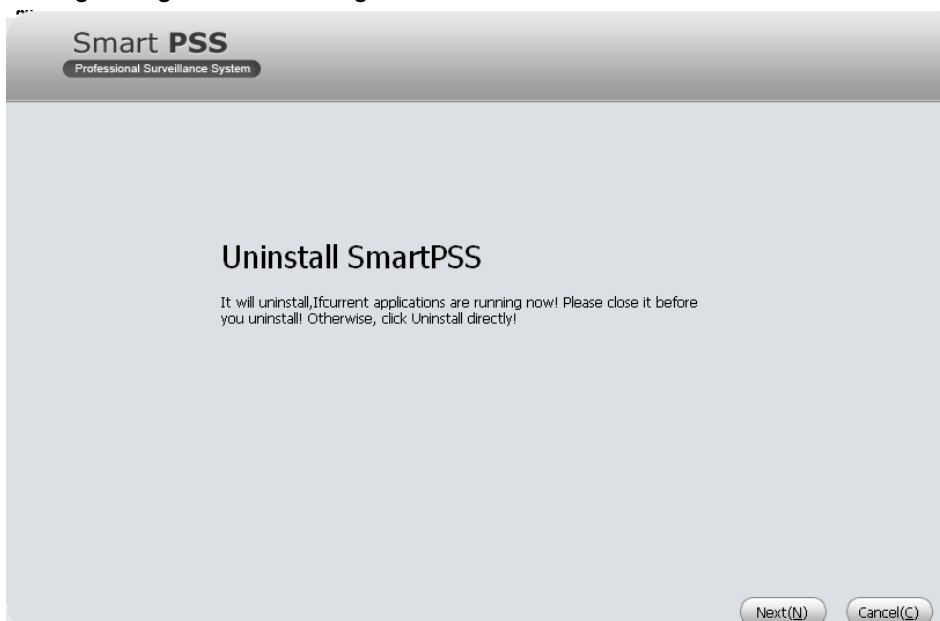 Smart PSS
Professional Surveillance System
Uninstall SmartPSS
It will uninstall,Ifcurrent applications are running now! Please close it before
you uninstall! Otherwise, click Uninstall directly!
Next(N)
Cancel(C)